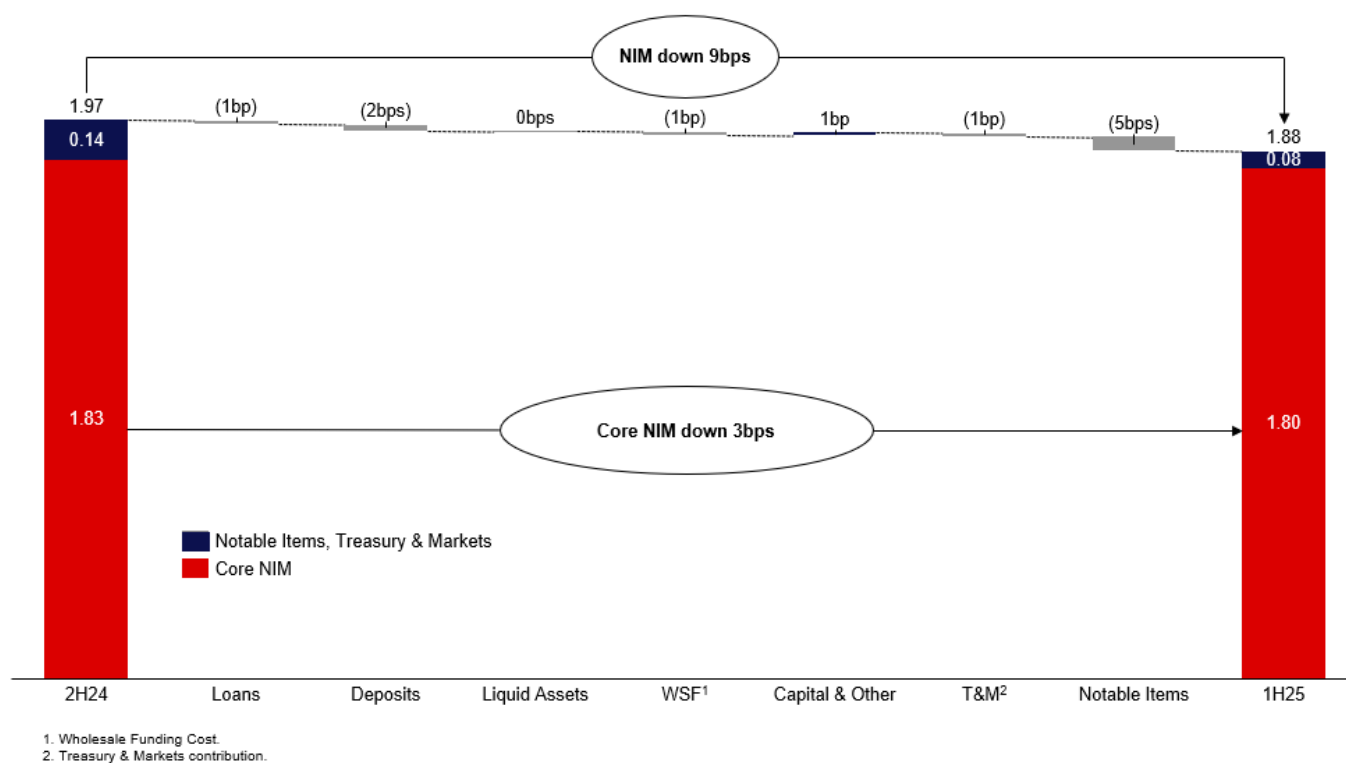 NIM down 9bps
1.97
(1bp)
(2bps)
0bps
(1bp)
1bp
(1bp)
(5bps)
1.88
0.14
0.08
1.83
Core NIM down 3bps
1.80
Notable Items, Treasury & Markets
Core NIM
2H24
Loans
Deposits
Liquid Assets
WSF¹
Capital & Other
T&M²
Notable Items
1H25
1. Wholesale Funding Cost.
2. Treasury & Markets contribution.